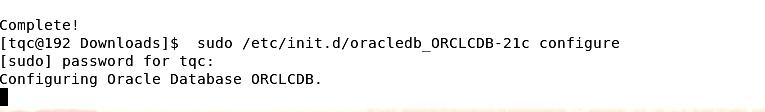 Complete!
[tqc@192 Downloads]$  sudo /etc/init.d/oracledb_ORCLCDB-21c configure
[sudo] password for tqc:
Configuring Oracle Database ORCLCDB.